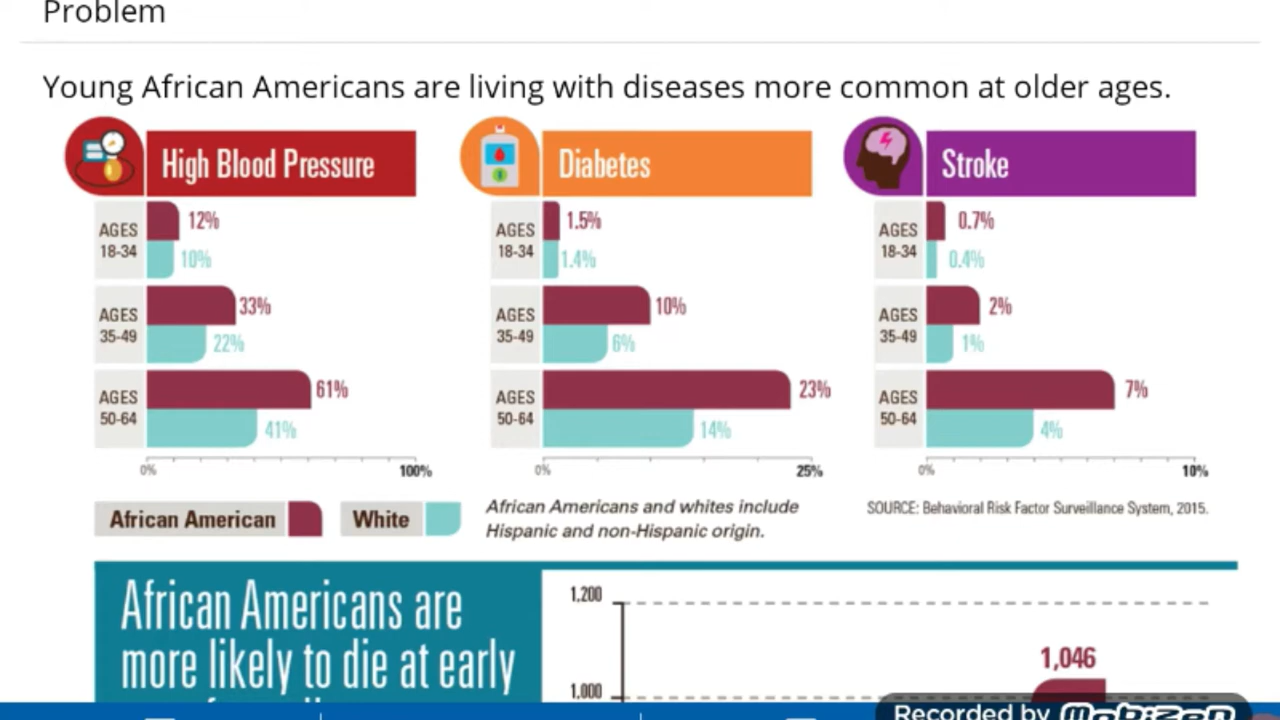 Problem
Young African Americans are living with diseases more common at older ages.
High Blood Pressure
AGES
18-34
12%
10%
AGES
35-49
33%
22%
AGES
50-64
61%
41%
0%
100%
Diabetes
AGES
18-34
1.5%
1.4%
AGES
35-49
10%
6%
AGES
50-64
23%
14%
0%
25%
Stroke
AGES
18-34
0.7%
0.4%
AGES
35-49
2%
1%
AGES
50-64
7%
4%
0%
10%
African American
White
African Americans and whites include
Hispanic and non-Hispanic origin.
SOURCE: Behavioral Risk Factor Surveillance System, 2015.
African Americans are
more likely to die at early
1,200
1,046
1,000
Recorded by mobizen